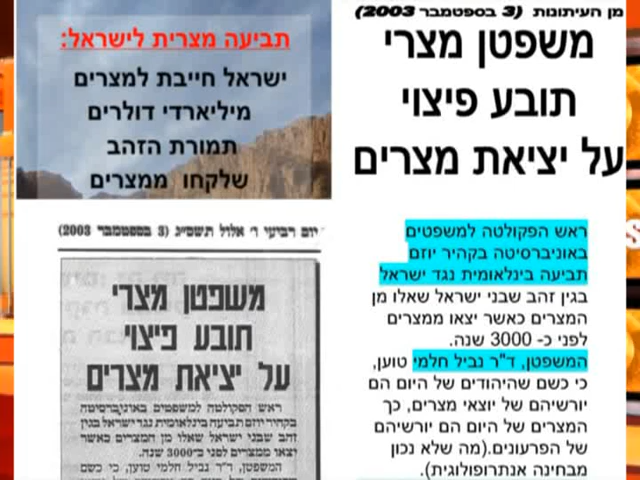 תביעה מצרית לישראל:
ישראל חייבת למצרים
מיליארדי דולרים
תמורת הזהב
שלקחו ממצרים
מן העיתונות (3 בספטמבר 2003)
משפטן מצרי
תובע פיצוי
על יציאת מצרים
ראש הפקולטה למשפטים
באוניברסיטה בקהיר יוזם
תביעה בינלאומית נגד ישראל
בגין זהב שבני ישראל שאלו מן
המצרים כאשר יצאו ממצרים
לפני כ- 3000 שנה.
המשפטן, ד"ר נביל חלמי טוען,
כי כשם שהיהודים של היום הם
יורשיהם של יוצאי מצרים, כך
המצרים של היום הם יורשיהם
של הפרעונים.(מה שלא נכון
מבחינה אנתרופולוגית).
יום רביעי ו' אלול תשס"ג (3 בספטמבר 2003)
משפטן מצרי
תובע פיצוי
על יציאת מצרים
ראש הפקולטה למשפטים באוניברסיטה
בקהיר יוזם תביעה בינלאומית נגד ישראל בגין
זהב שבני ישראל שאלו מן המצרים כאשר
יצאו ממצרים לפני כ־3000 שנה.
המשפטן, ד"ר נביל חלמי טוען, כי כשם